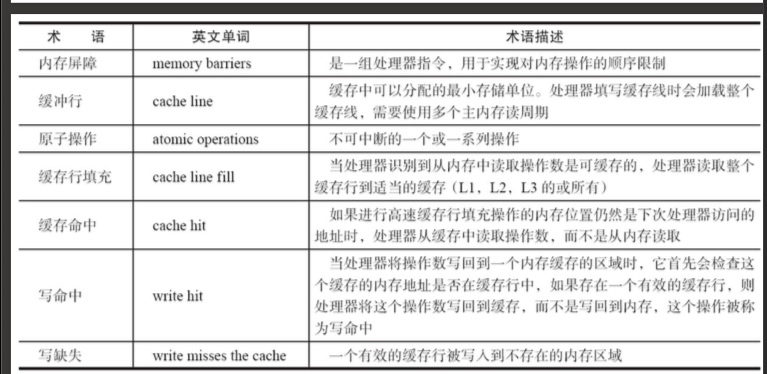 术 语 英文单词 术语描述
内存屏障 memory barriers 是一组处理器指令，用于实现对内存操作的顺序限制
缓冲行 cache line 缓存中可以分配的最小存储单位。处理器填写缓存线时会加载整个
缓存线，需要使用多个主内存读周期
原子操作 atomic operations 不可中断的一个或一系列操作
缓存行填充 cache line fill 当处理器识别到从内存中读取操作数是可缓存的，处理器读取整个
缓存行到适当的缓存（L1，L2，L3 的或所有）
缓存命中 cache hit 如果进行高速缓存行填充操作的内存位置仍然是下次处理器访问的
地址时，处理器从缓存中读取操作数，而不是从内存读取
写命中 write hit 当处理器将操作数写回到一个内存缓存的区域时，它首先会检查这
个缓存的内存地址是否在缓存行中，如果存在一个有效的缓存行，则
处理器将这个操作数写回到缓存，而不是写回到内存，这个操作被称
为写命中
写缺失 write misses the cache 一个有效的缓存行被写入到不存在的内存区域